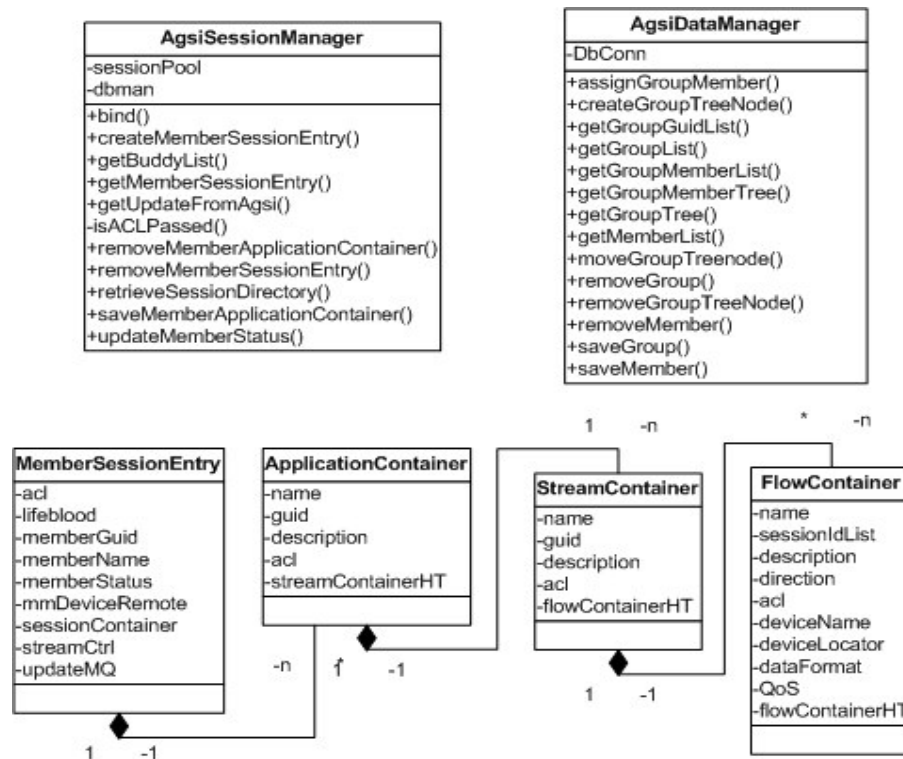 AgsiSessionManager
-sessionPool
-dbman
+bind()
+createMemberSessionEntry()
+getBuddyList()
+getMemberSessionEntry()
+getUpdateFromAgsi()
-isACLPassed()
+removeMemberApplicationContainer()
+removeMemberSessionEntry()
+retrieveSessionDirectory()
+saveMemberApplicationContainer()
+updateMemberStatus()
AgsiDataManager
-DbConn
+assignGroupMember()
+createGroupTreeNode()
+getGroupGuidList()
+getGroupList()
+getGroupMemberList()
+getGroupMemberTree()
+getGroupTree()
+getMemberList()
+moveGroupTreenode()
+removeGroup()
+removeGroupTreeNode()
+removeMember()
+saveGroup()
+saveMember()
MemberSessionEntry
-acl
-lifeblood
-memberGuid
-memberName
-memberStatus
-mmDeviceRemote
-sessionContainer
-streamCtrl
-updateMQ
1 -1
ApplicationContainer
-name
-guid
-description
-acl
-streamContainerHT
-n * 1 -1
1 -n
StreamContainer
-name
-guid
-description
-acl
-flowContainerHT
1 -1
* -n
FlowContainer
-name
-sessionIdList
-description
-direction
-acl
-deviceName
-deviceLocator
-dataFormat
-QoS
-flowContainerHT